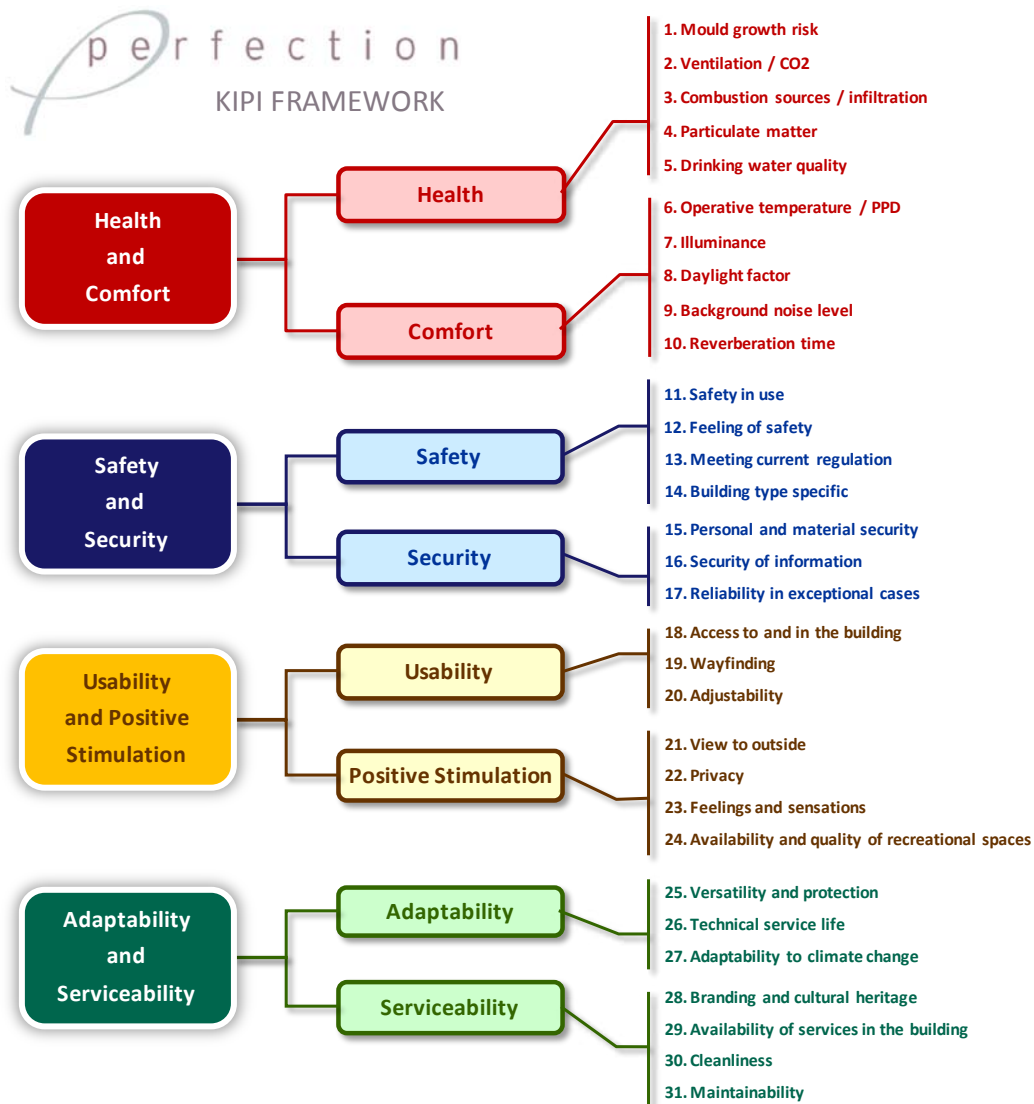 perfection
KIPI FRAMEWORK
Health
and
Comfort
Health
1. Mould growth risk
2. Ventilation / CO2
3. Combustion sources / infiltration
4. Particulate matter
5. Drinking water quality
Comfort
6. Operative temperature / PPD
7. Illuminance
8. Daylight factor
9. Background noise level
10. Reverberation time
Safety
and
Security
Safety
11. Safety in use
12. Feeling of safety
13. Meeting current regulation
14. Building type specific
Security
15. Personal and material security
16. Security of information
17. Reliability in exceptional cases
Usability
and Positive
Stimulation
Usability
18. Access to and in the building
19. Wayfinding
20. Adjustability
Positive Stimulation
21. View to outside
22. Privacy
23. Feelings and sensations
24. Availability and quality of recreational spaces
Adaptability
and
Serviceability
Adaptability
25. Versatility and protection
26. Technical service life
27. Adaptability to climate change
Serviceability
28. Branding and cultural heritage
29. Availability of services in the building
30. Cleanliness
31. Maintainability